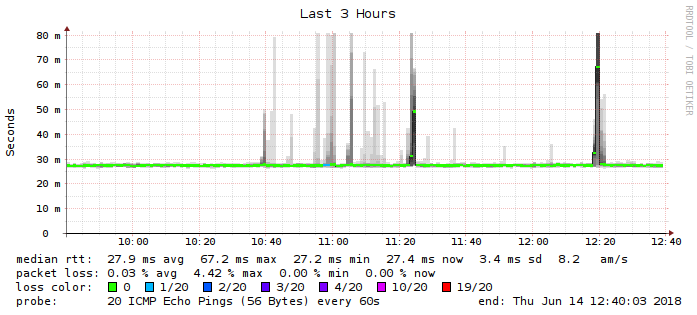 Last 3 Hours
RRDTOOL / TOBI OETIKER
Seconds
80 m
70 m
60 m
50 m
40 m
30 m
20 m
10 m
0
10:00 10:20 10:40 11:00 11:20 11:40 12:00 12:20 12:40
median rtt: 27.9 ms avg 67.2 ms max 27.2 ms min 27.4 ms now 3.4 ms sd 8.2 am/s
packet loss: 0.03 % avg 4.42 % max 0.00 % min 0.00 % now
loss color: 0 1/20 2/20 3/20 4/20 10/20 19/20
probe: 20 ICMP Echo Pings (56 Bytes) every 60s end: Thu Jun 14 12:40:03 2018